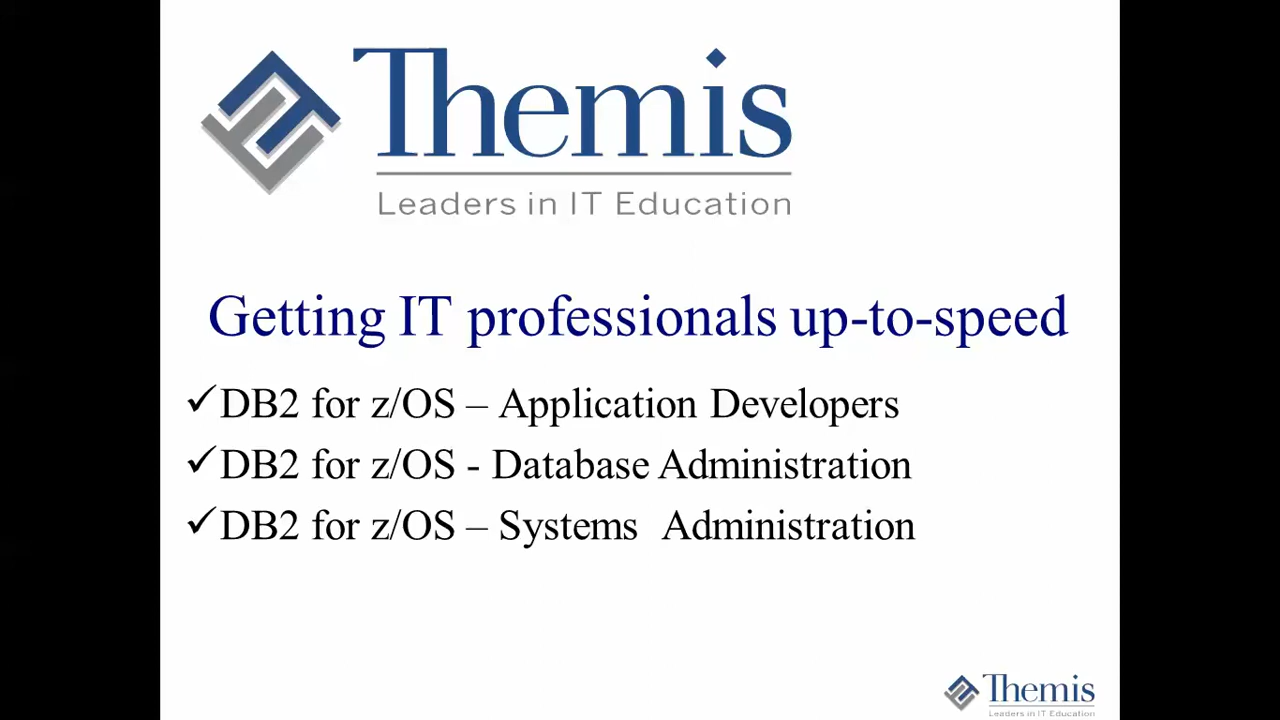 Themis
Leaders in IT Education
Getting IT professionals up-to-speed
✓DB2 for z/OS – Application Developers
✓DB2 for z/OS - Database Administration
✓DB2 for z/OS – Systems Administration
Themis
Leaders in IT Education